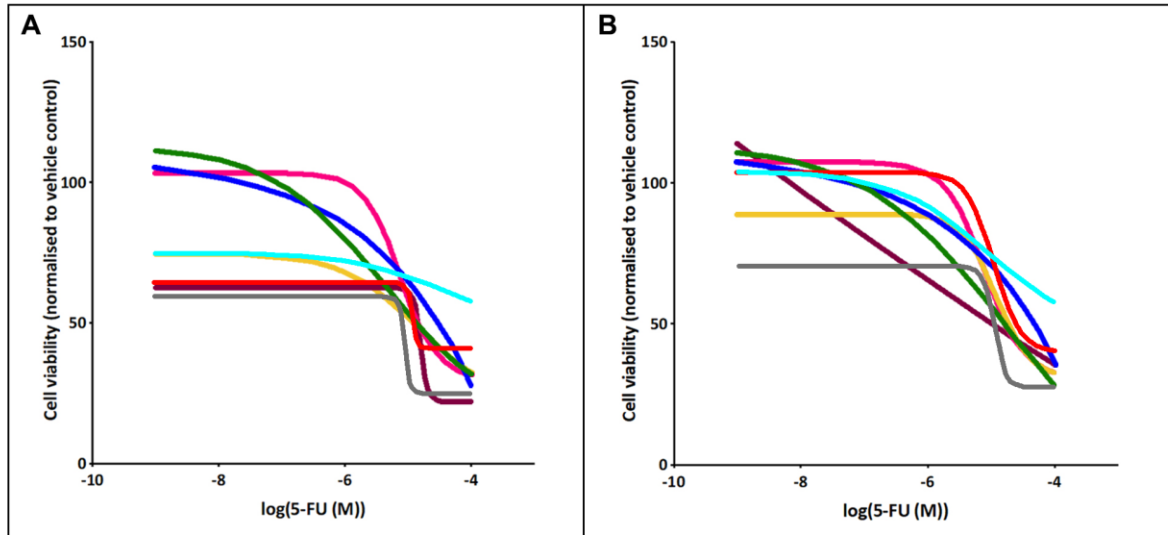 A
150
100
50
0
-10
-8
-6
-4
Cell viability (normalised to vehicle control)
log(5-FU (M))
B
150
100
50
0
-10
-8
-6
-4
Cell viability (normalised to vehicle control)
log(5-FU (M))